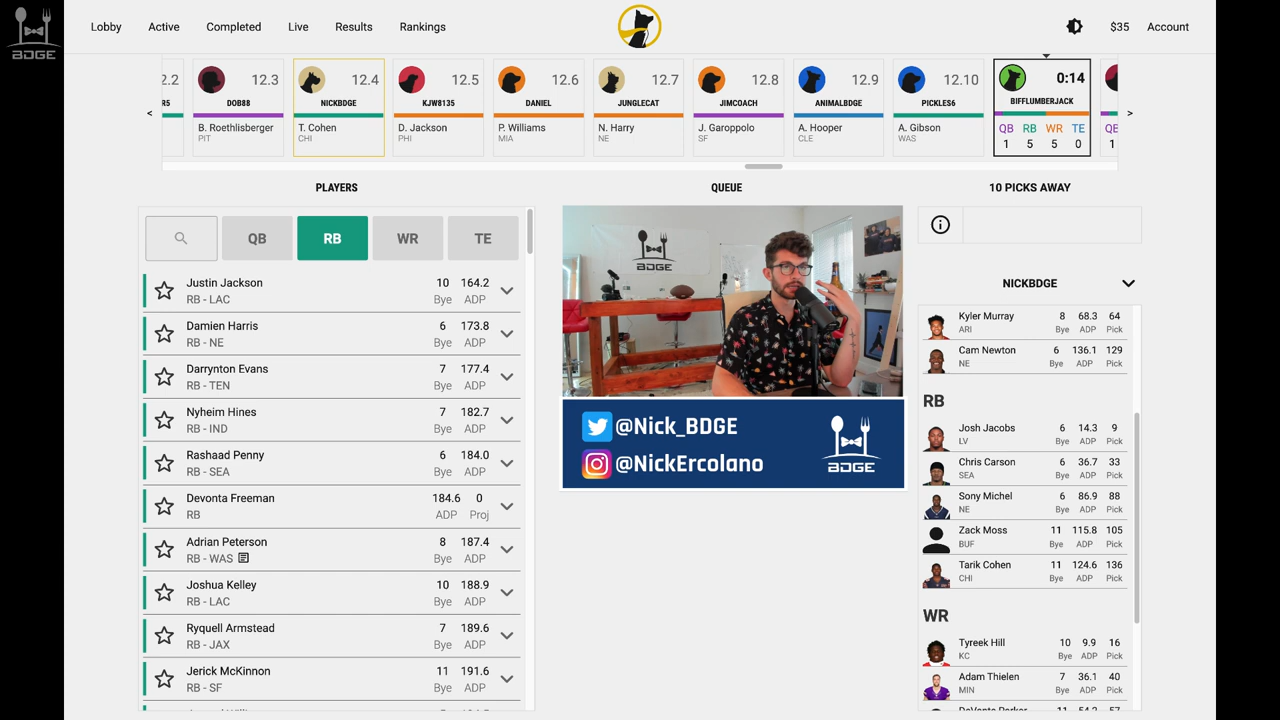 BDGE
Lobby
Active
Completed
Live
Results
Rankings
$35
Account
2.2
R5
12.3
DOB88
B. Roethlisberger
PIT
12.4
NICKBDGE
T. Cohen
CHI
12.5
KJW8135
D. Jackson
PHI
12.6
DANIEL
P. Williams
MIA
12.7
JUNGLECAT
N. Harry
NE
12.8
JIMCOACH
J. Garoppolo
SF
12.9
ANIMALBDGE
A. Hooper
CLE
12.10
PICKLES6
A. Gibson
WAS
0:14
BIFFLUMBERJACK
QB RB WR TE
1 5 5 0
QB
1
<
>
PLAYERS
QUEUE
10 PICKS AWAY
QB
RB
WR
TE
Justin Jackson 10 164.2
RB - LAC Bye ADP
Damien Harris 6 173.8
RB - NE Bye ADP
Darrynton Evans 7 177.4
RB - TEN Bye ADP
Nyheim Hines 7 182.7
RB - IND Bye ADP
Rashaad Penny 6 184.0
RB - SEA Bye ADP
Devonta Freeman 184.6 0
RB ADP Proj
Adrian Peterson 8 187.4
RB - WAS Bye ADP
Joshua Kelley 10 188.9
RB - LAC Bye ADP
Ryquell Armstead 7 189.6
RB - JAX Bye ADP
Jerick McKinnon 11 191.6
RB - SF Bye ADP
BDGE
@Nick_BDGE
@NickErcolano
BDGE
NICKBDGE
Kyler Murray 8 68.3 64
ARI Bye ADP Pick
Cam Newton 6 136.1 129
NE Bye ADP Pick
RB
Josh Jacobs 6 14.3 9
LV Bye ADP Pick
Chris Carson 6 36.7 33
SEA Bye ADP Pick
Sony Michel 6 86.9 88
NE Bye ADP Pick
Zack Moss 11 115.8 105
BUF Bye ADP Pick
Tarik Cohen 11 124.6 136
CHI Bye ADP Pick
WR
Tyreek Hill 10 9.9 16
KC Bye ADP Pick
Adam Thielen 7 36.1 40
MIN Bye ADP Pick
DeVante Parker 11 54.2 57